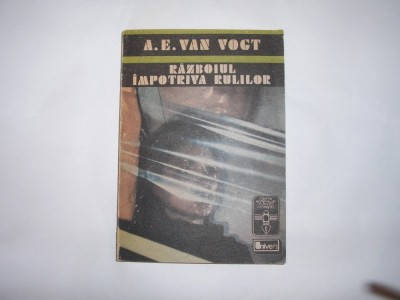 A.E. VAN VOGT
RĂZBOIUL
ÎMPOTRIVA RULILOR
Univers